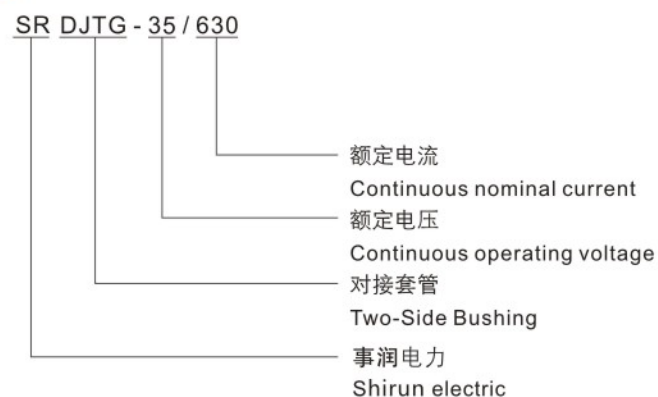 SR DJTG - 35 / 630
额定电流
Continuous nominal current
额定电压
Continuous operating voltage
对接套管
Two-Side Bushing
事润电力
Shirun electric